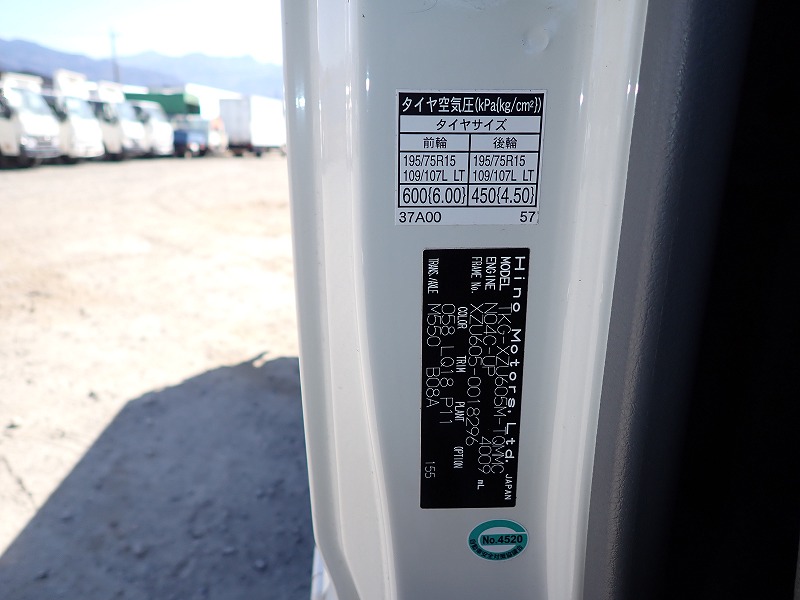 タイヤ空気圧(kPa{kg/cm²})
タイヤサイズ
前輪 後輪
195/75R15 195/75R15
109/107L LT 109/107L LT
600{6.00} 450{4.50}
37A00 57
Hino Motors, Ltd. JAPAN
MODEL TKG-XZU605M-TQMMC
ENGINE N04C-UP 4009 mL
FRAME No. XZU605-0018296
COLOR TRIM PLANT OPTION
058 LQ18 P11
TRANS/AXLE M550 B08A 155
No.4520